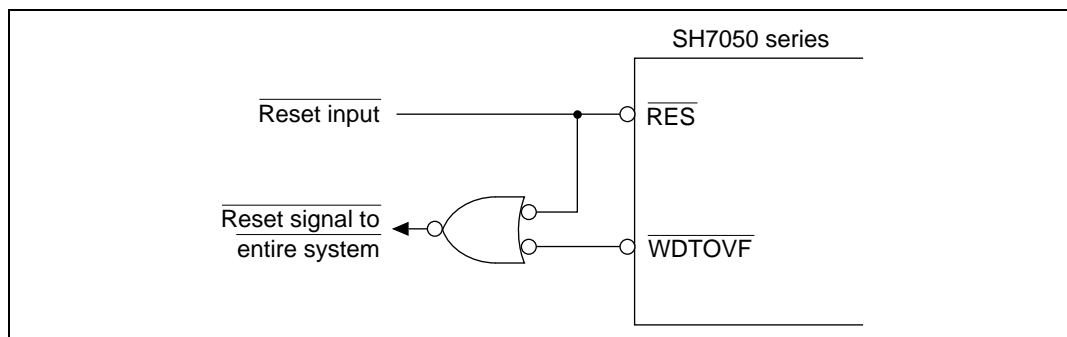 SH7050 series
Reset input
RES
Reset signal to
entire system
WDTOVF